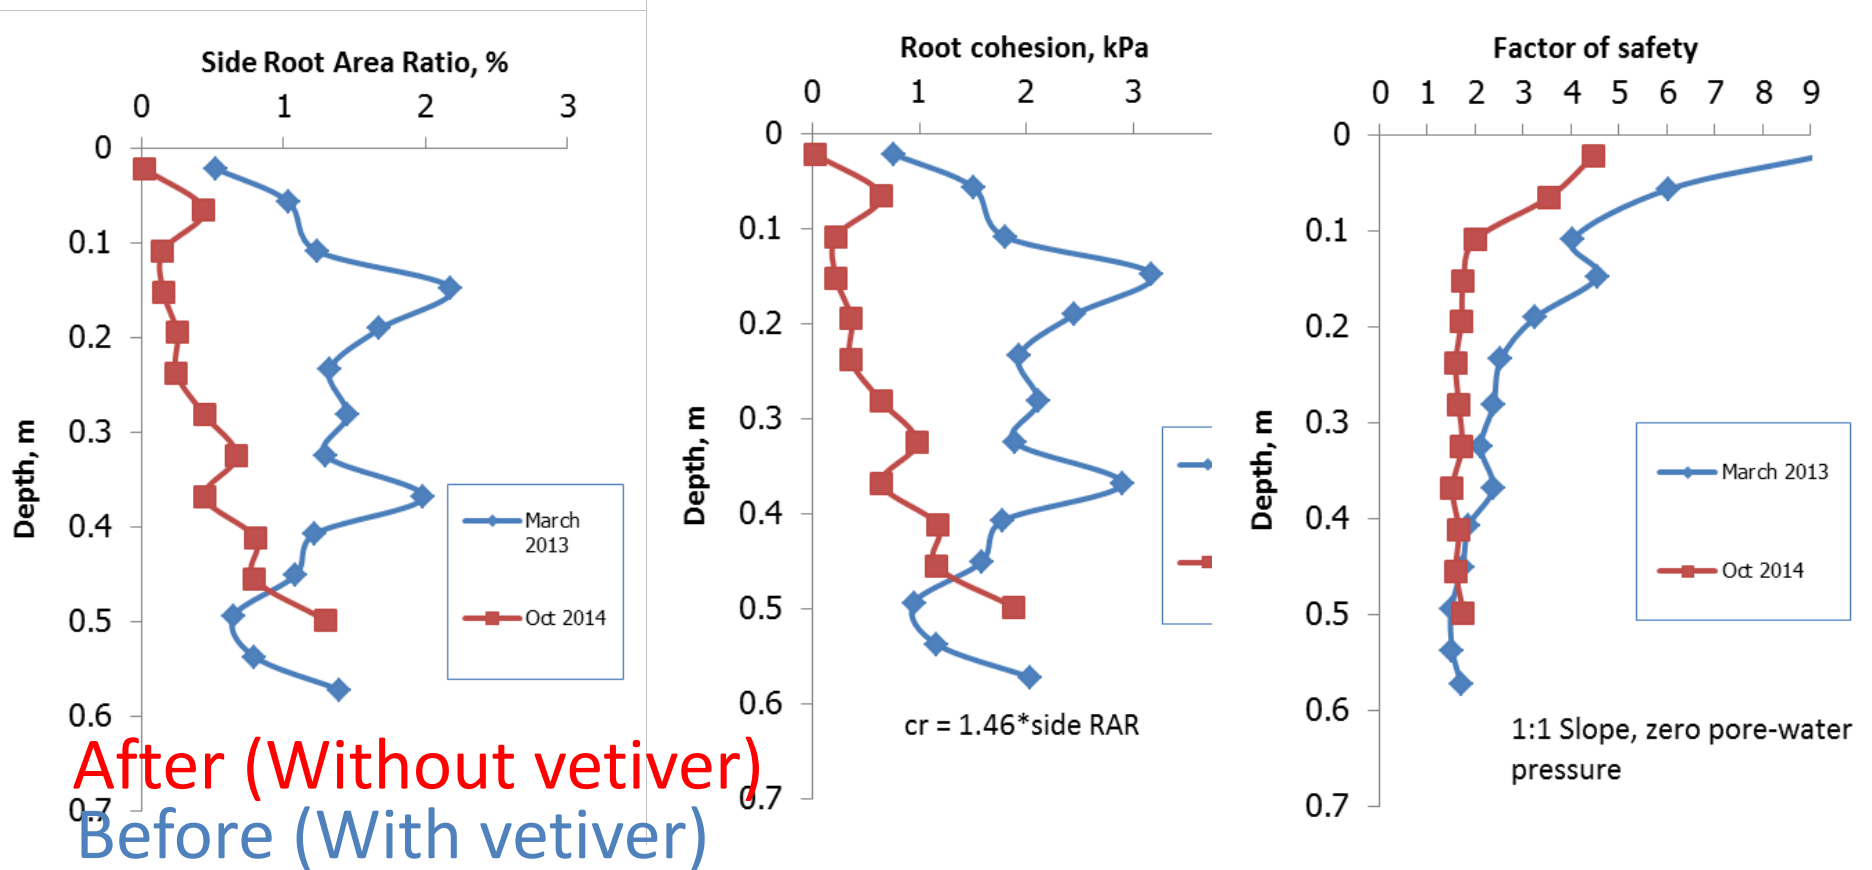 Side Root Area Ratio, %
0 1 2 3
0
0.1
0.2
0.3
0.4
0.5
0.6
0.7
Depth, m
March
2013
Oct 2014
Root cohesion, kPa
0 1 2 3
0
0.1
0.2
0.3
0.4
0.5
0.6
0.7
Depth, m
cr = 1.46*side RAR
Factor of safety
0 1 2 3 4 5 6 7 8 9
0
0.1
0.2
0.3
0.4
0.5
0.6
0.7
Depth, m
March 2013
Oct 2014
1:1 Slope, zero pore-water
pressure
After (Without vetiver)
Before (With vetiver)